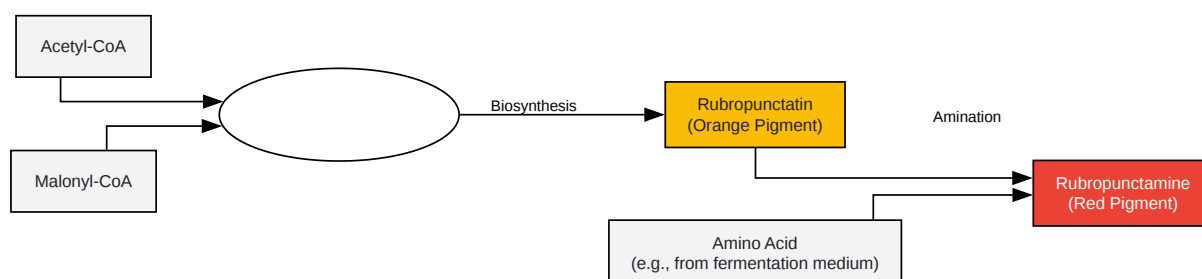 Acetyl-CoA
Malonyl-CoA
Biosynthesis
Rubropunctatin
(Orange Pigment)
Amination
Amino Acid
(e.g., from fermentation medium)
Rubropunctamine
(Red Pigment)